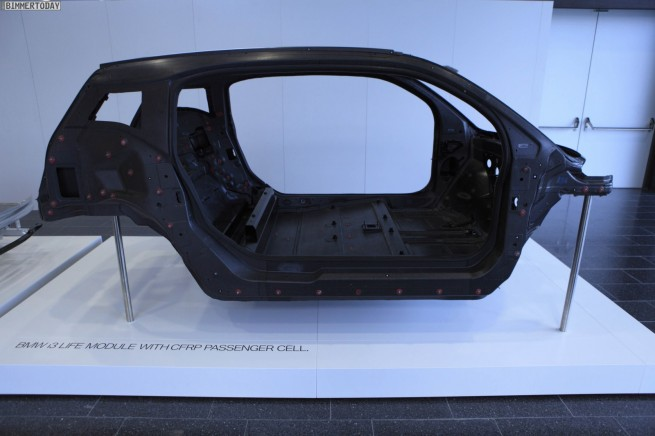 BIMMERTODAY
BMW i3 LIFE MODULE WITH CFRP PASSENGER CELL.